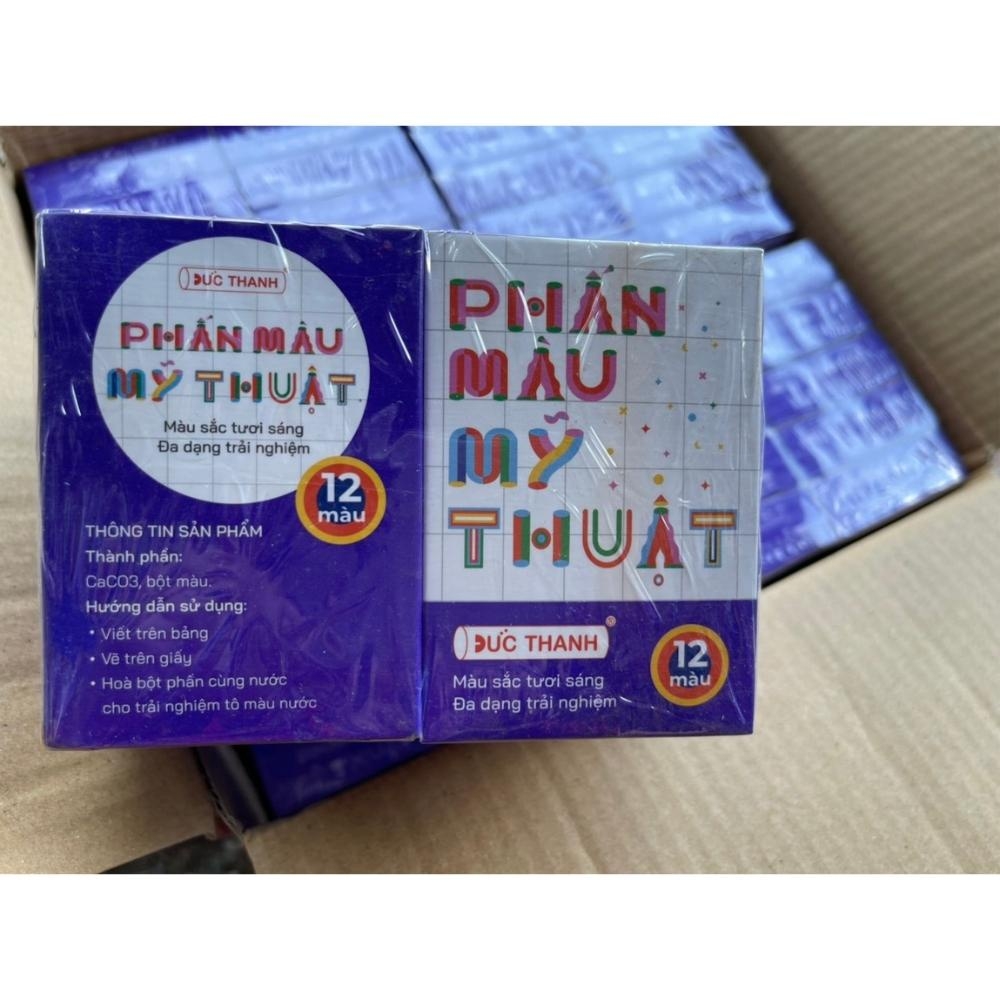 ĐỨC THANH
PHẤN MÀU
MỸ THUẬT
Màu sắc tươi sáng
Đa dạng trải nghiệm
12
màu
THÔNG TIN SẢN PHẨM
Thành phần:
CaCO3, bột màu.
Hướng dẫn sử dụng:
• Viết trên bảng
• Vẽ trên giấy
• Hoà bột phấn cùng nước
cho trải nghiệm tô màu nước
PHẤN
MÀU
MỸ
THUẬT
ĐỨC THANH®
Màu sắc tươi sáng
Đa dạng trải nghiệm
12
màu